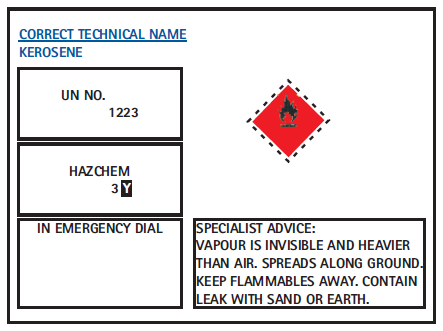 CORRECT TECHNICAL NAME
KEROSENE
UN NO.
1223
HAZCHEM
3 Y
IN EMERGENCY DIAL
SPECIALIST ADVICE:
VAPOUR IS INVISIBLE AND HEAVIER
THAN AIR. SPREADS ALONG GROUND.
KEEP FLAMMABLES AWAY. CONTAIN
LEAK WITH SAND OR EARTH.